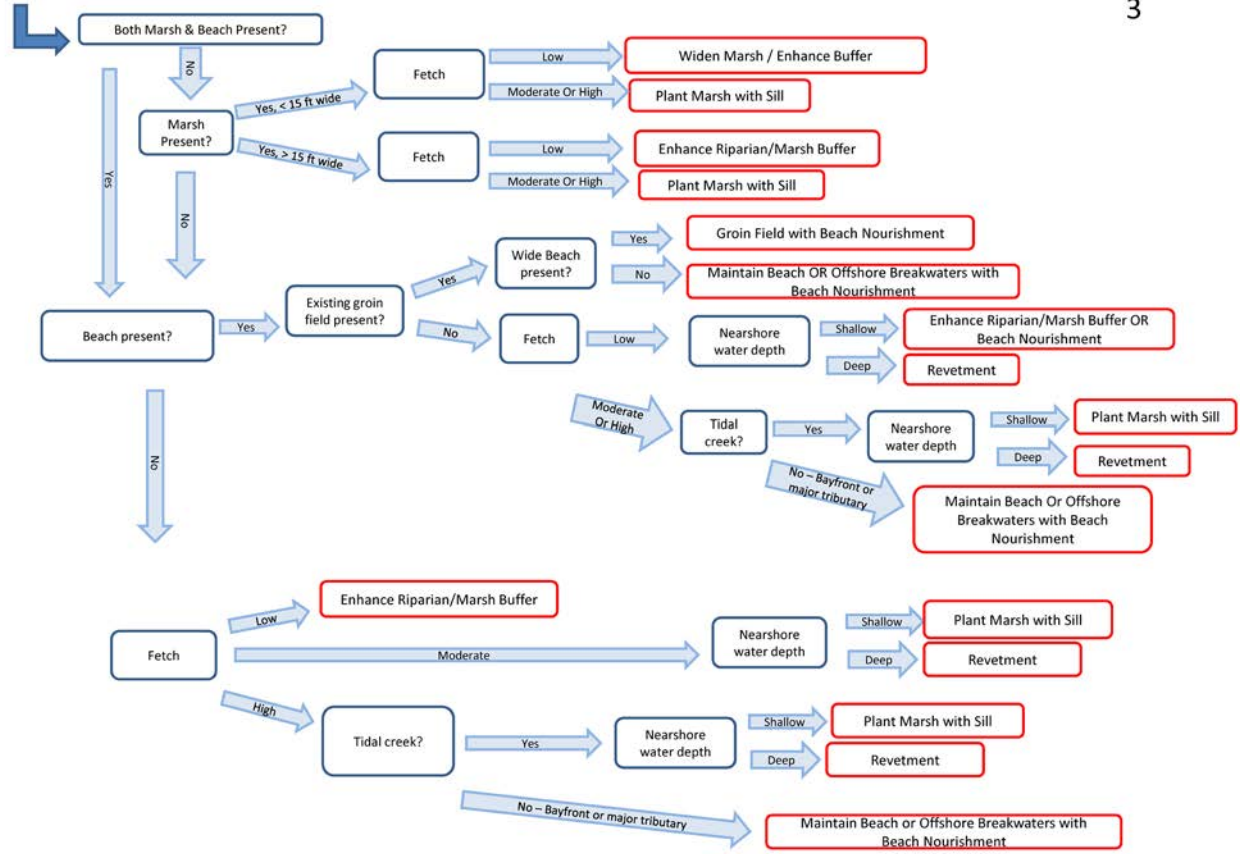 3
Both Marsh & Beach Present?
No
Yes
Marsh
Present?
Yes, < 15 ft wide
Fetch
Low
Widen Marsh / Enhance Buffer
Moderate Or High
Plant Marsh with Sill
Yes, > 15 ft wide
Fetch
Low
Enhance Riparian/Marsh Buffer
Moderate Or High
Plant Marsh with Sill
No
Beach present?
Yes
Existing groin
field present?
Yes
Wide Beach
present?
Yes
Groin Field with Beach Nourishment
No
Maintain Beach OR Offshore Breakwaters with
Beach Nourishment
No
Fetch
Low
Nearshore
water depth
Shallow
Enhance Riparian/Marsh Buffer OR
Beach Nourishment
Deep
Revetment
Moderate
Or High
Tidal
creek?
Yes
Nearshore
water depth
Shallow
Plant Marsh with Sill
Deep
Revetment
No – Bayfront or
major tributary
Maintain Beach Or Offshore
Breakwaters with Beach
Nourishment
No
Fetch
Low
Enhance Riparian/Marsh Buffer
Moderate
Nearshore
water depth
Shallow
Plant Marsh with Sill
Deep
Revetment
High
Tidal creek?
Yes
Nearshore
water depth
Shallow
Plant Marsh with Sill
Deep
Revetment
No – Bayfront or major tributary
Maintain Beach or Offshore Breakwaters with
Beach Nourishment